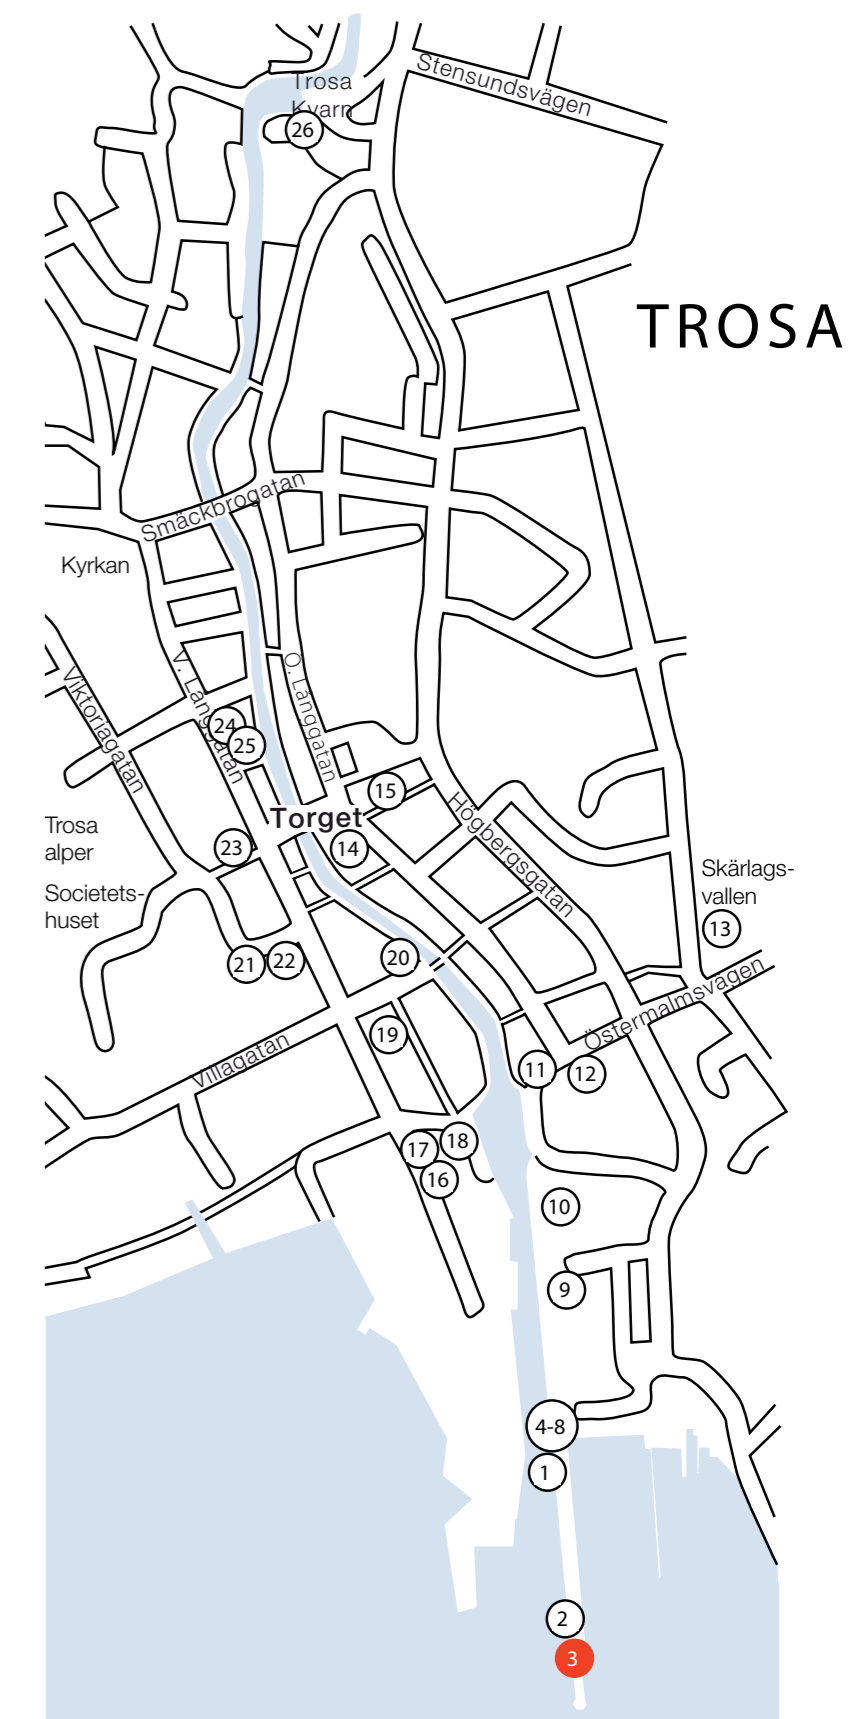 Stensundsvägen
Trosa
Kvarn
26
TROSA
Smäckbrogatan
Kyrkan
Viktoriagatan
V. Långgatan
Ö. Långgatan
24
25
15
Torget
Högbergsgatan
Trosa
alper
23
14
Societets-
huset
Skärlags-
vallen
13
21
22
20
Östermalmsvägen
19
Villagatan
11
12
17
18
16
10
9
4-8
1
2
3